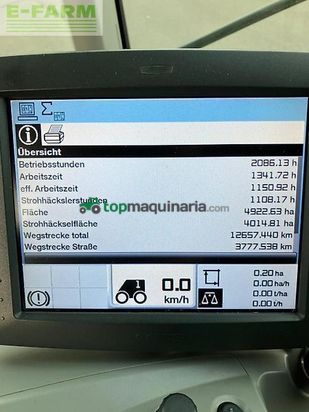 E-FARM
Übersicht
Betriebsstunden 2086.13 h
Arbeitszeit 1341.72 h
eff. Arbeitszeit 1150.92 h
Strohhäckslerstunden 1108.17 h
Fläche 4922.63 ha
Strohhäckselfläche 4014.81 ha
Wegstrecke total 12657.440 km
Wegstrecke Straße 3777.538 km
topmaquinaria.com
1
0.0
km/h
0.20 ha
0.00 ha/h
0.00 t/ha
0.00 t/h